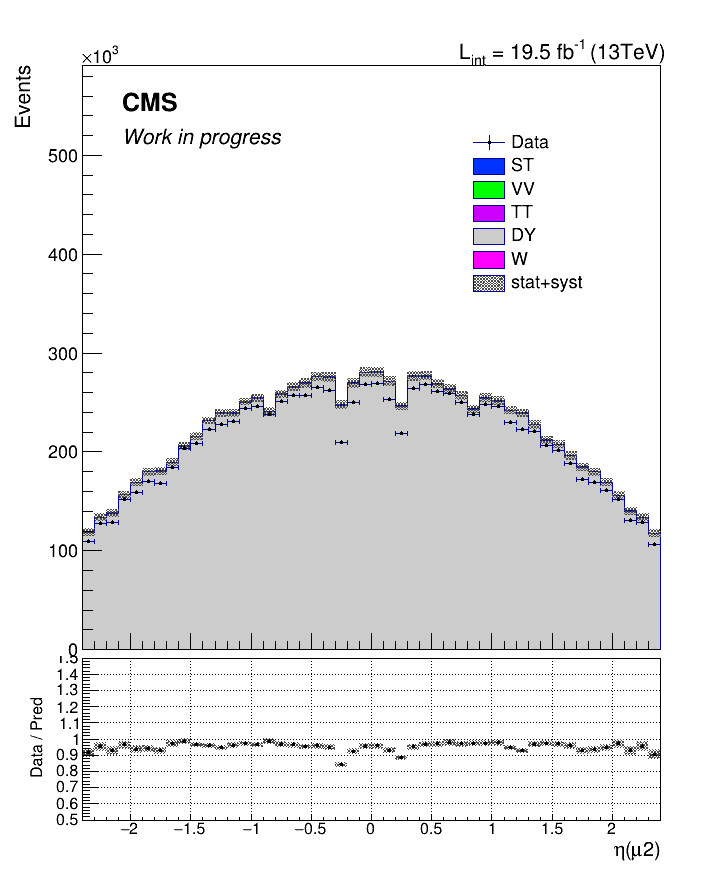 ×10³
L_int = 19.5 fb⁻¹ (13TeV)
Events
CMS
Work in progress
Data
ST
VV
TT
DY
W
stat+syst
500
400
300
200
100
0
1.5
1.4
1.3
1.2
1.1
1
0.9
0.8
0.7
0.6
0.5
Data / Pred
−2 −1.5 −1 −0.5 0 0.5 1 1.5 2
η(μ2)